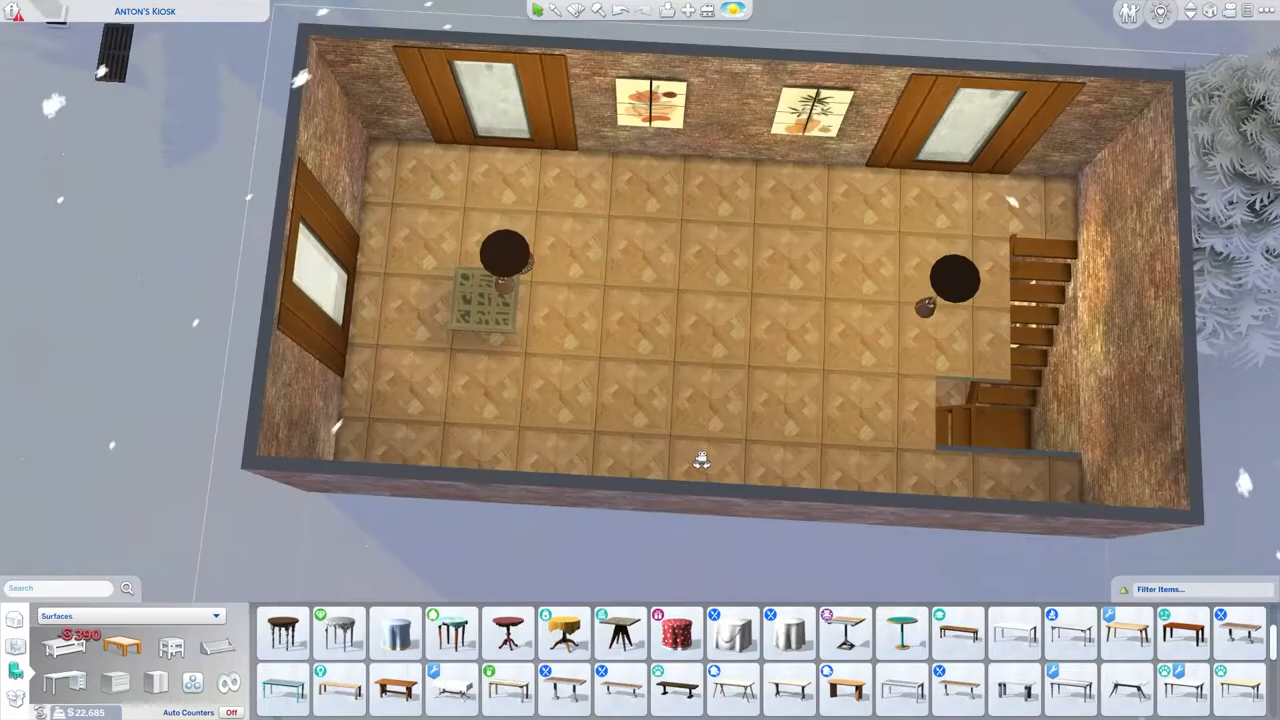 ANTON'S KIOSK
Search
Filter Items...
Surfaces
§390
§22,685
Auto Counters
Off